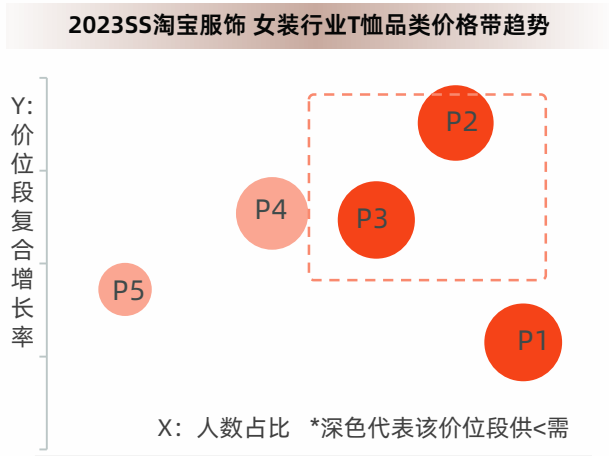 2023SS淘宝服饰 女装行业T恤品类价格带趋势
Y:价位段复合增长率
P2
P4
P3
P5
P1
X：人数占比 *深色代表该价位段供<需